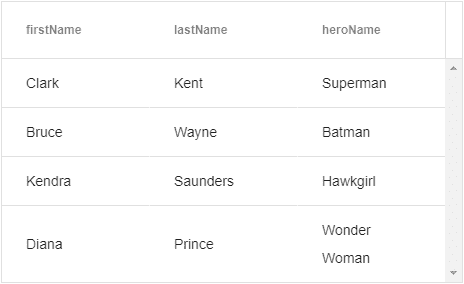 firstName lastName heroName
Clark Kent Superman
Bruce Wayne Batman
Kendra Saunders Hawkgirl
Diana Prince Wonder
Woman